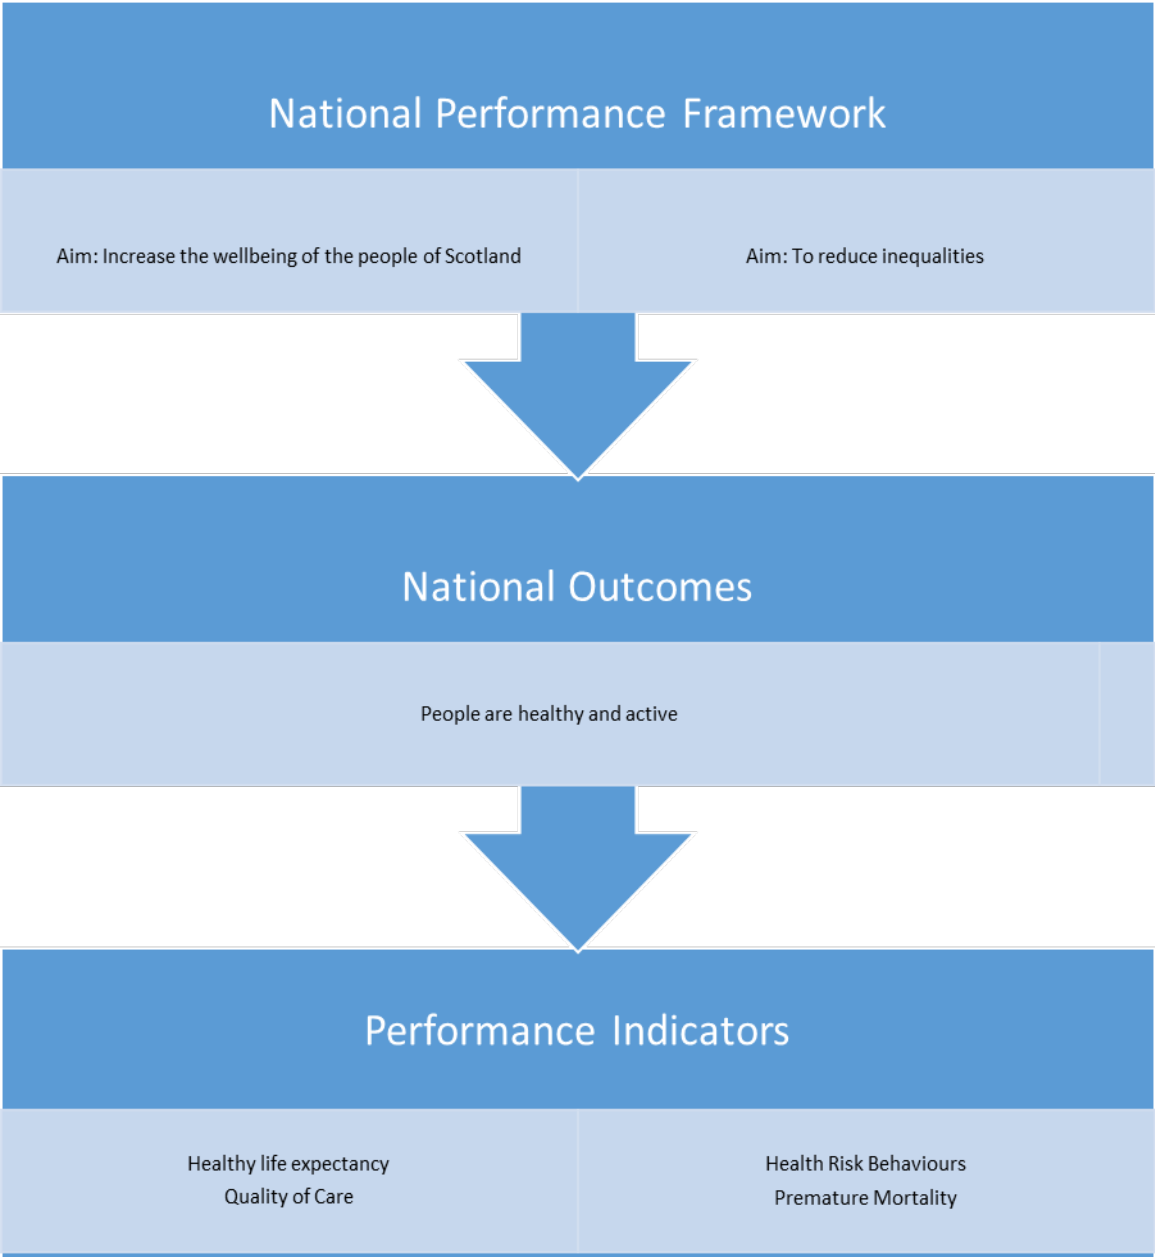 National Performance Framework
Aim: Increase the wellbeing of the people of Scotland
Aim: To reduce inequalities
National Outcomes
People are healthy and active
Performance Indicators
Healthy life expectancy
Quality of Care
Health Risk Behaviours
Premature Mortality